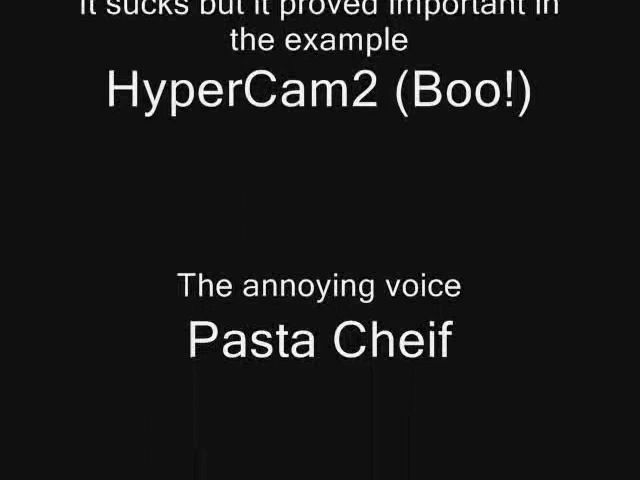 It sucks but it proved important in
the example
HyperCam2 (Boo!)
The annoying voice
Pasta Cheif